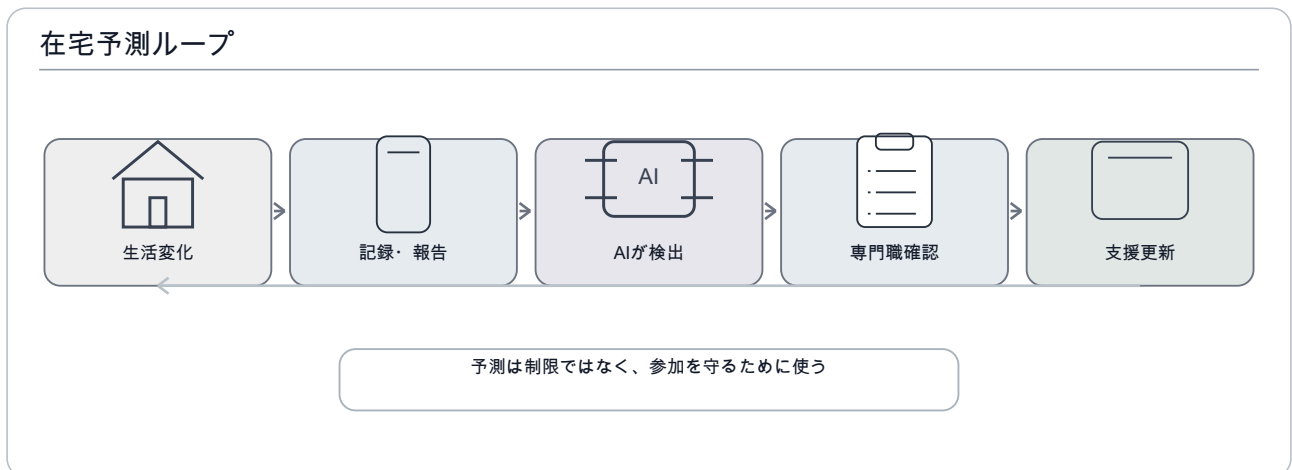 在宅予測ループ
生活変化
記録・報告
AI
AIが検出
専門職確認
支援更新
予測は制限ではなく、参加を守るために使う